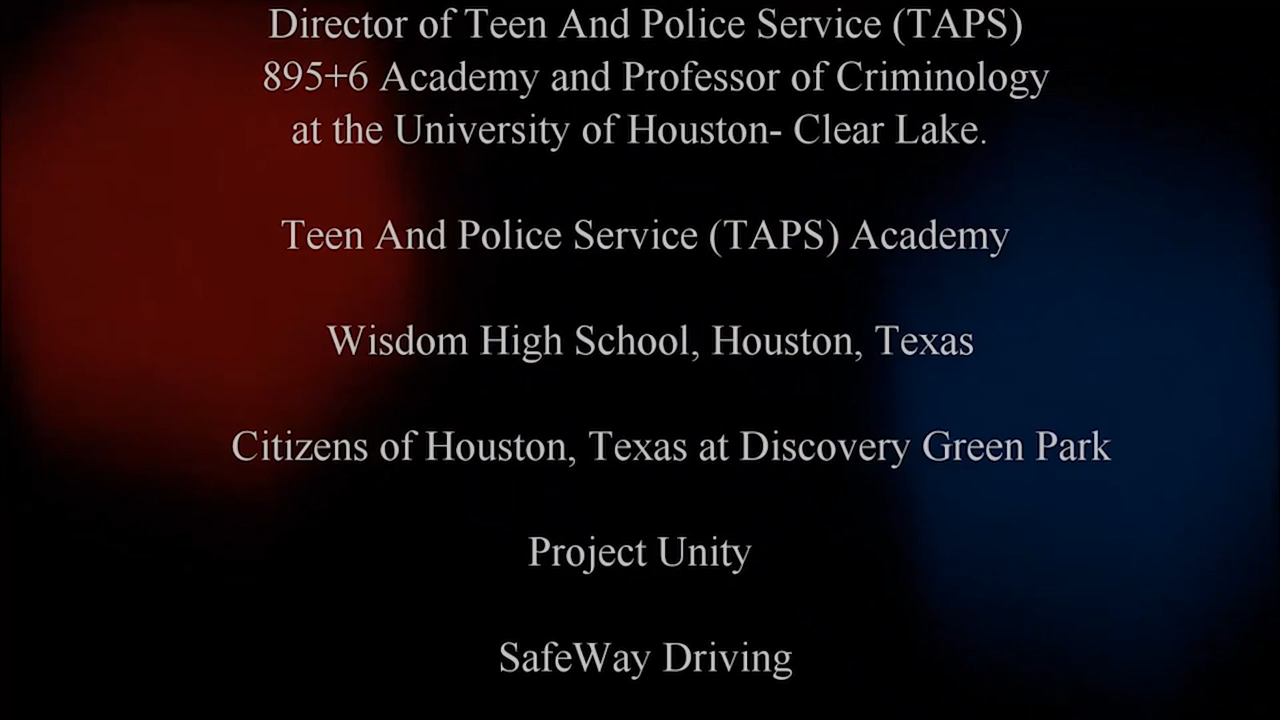 Director of Teen And Police Service (TAPS)
895+6 Academy and Professor of Criminology
at the University of Houston- Clear Lake.
Teen And Police Service (TAPS) Academy
Wisdom High School, Houston, Texas
Citizens of Houston, Texas at Discovery Green Park
Project Unity
SafeWay Driving